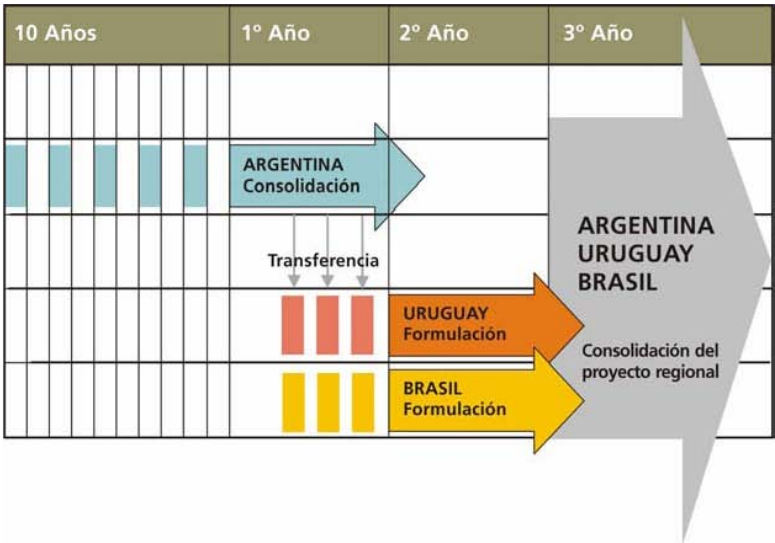 10 Años
1º Año
2º Año
3º Año
ARGENTINA
Consolidación
Transferencia
URUGUAY
Formulación
BRASIL
Formulación
ARGENTINA
URUGUAY
BRASIL
Consolidación del
proyecto regional